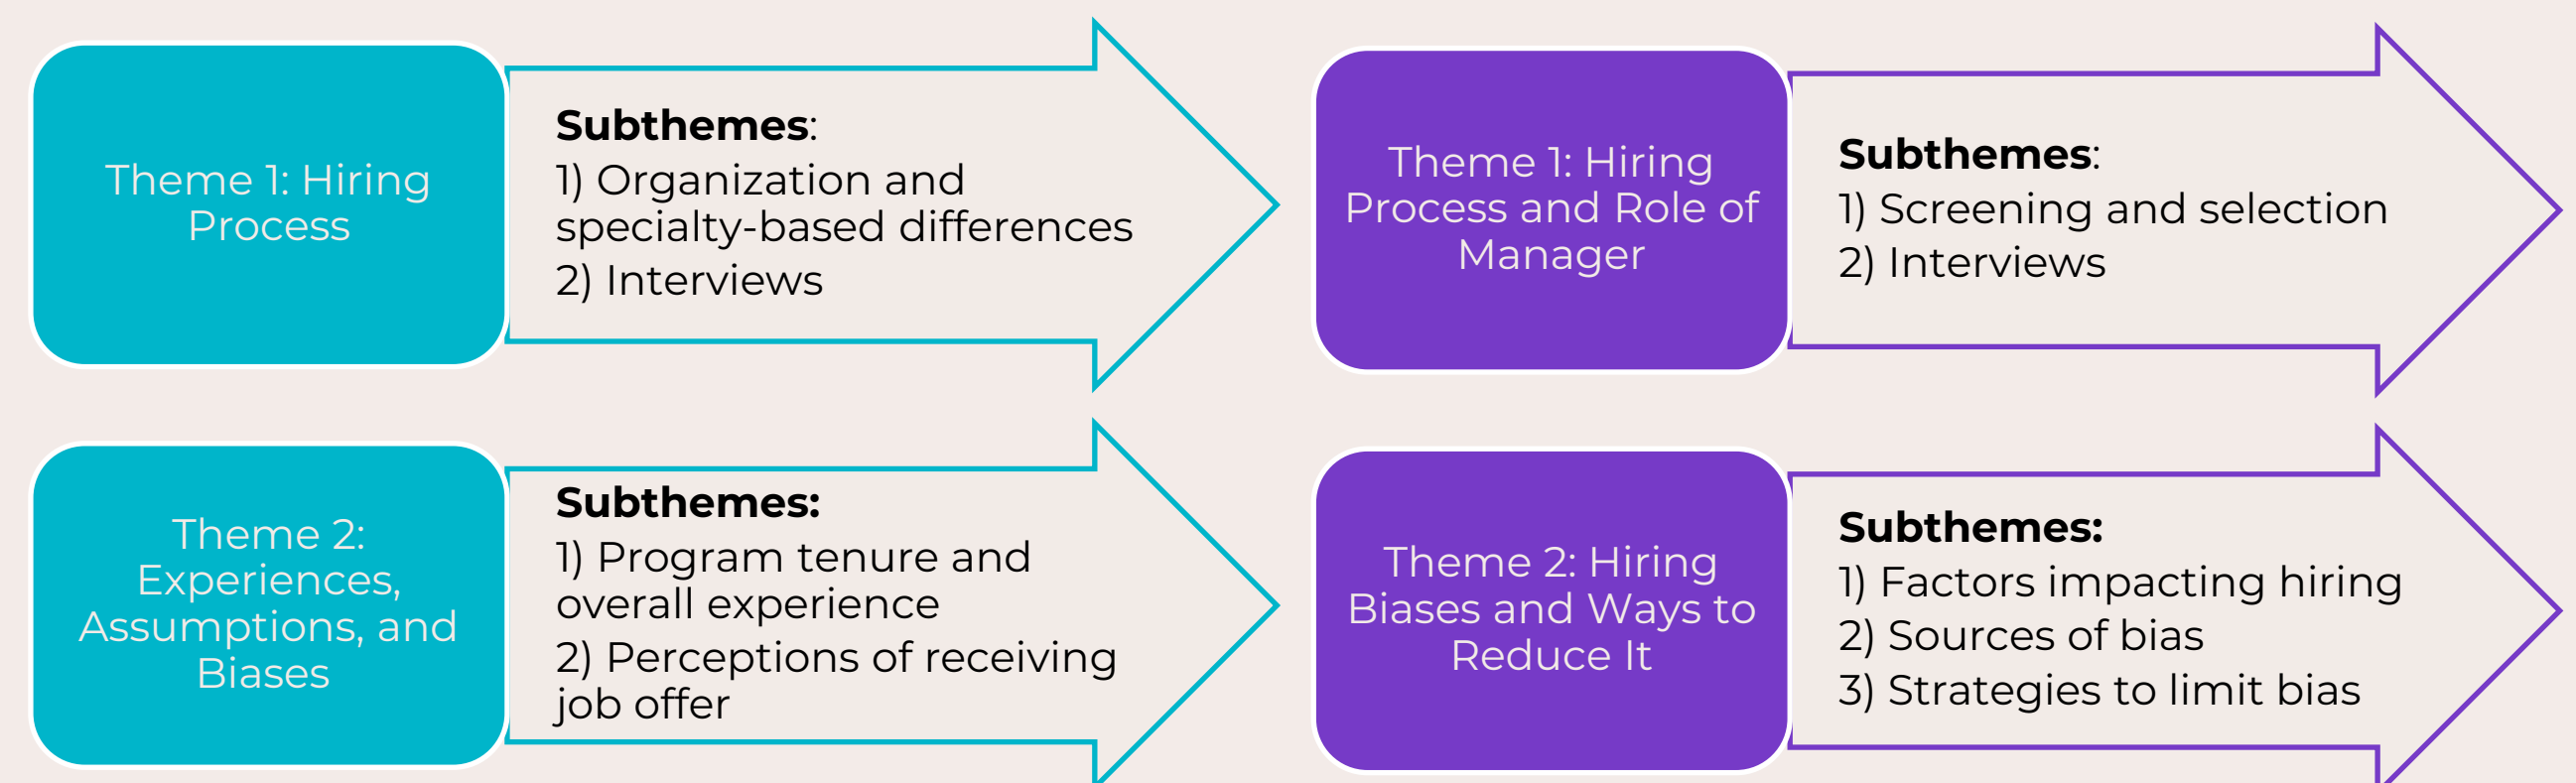 Theme 1: Hiring
Process
Subthemes:
1) Organization and
specialty-based differences
2) Interviews
Theme 2:
Experiences,
Assumptions, and
Biases
Subthemes:
1) Program tenure and
overall experience
2) Perceptions of receiving
job offer
Theme 1: Hiring
Process and Role of
Manager
Subthemes:
1) Screening and selection
2) Interviews
Theme 2: Hiring
Biases and Ways to
Reduce It
Subthemes:
1) Factors impacting hiring
2) Sources of bias
3) Strategies to limit bias